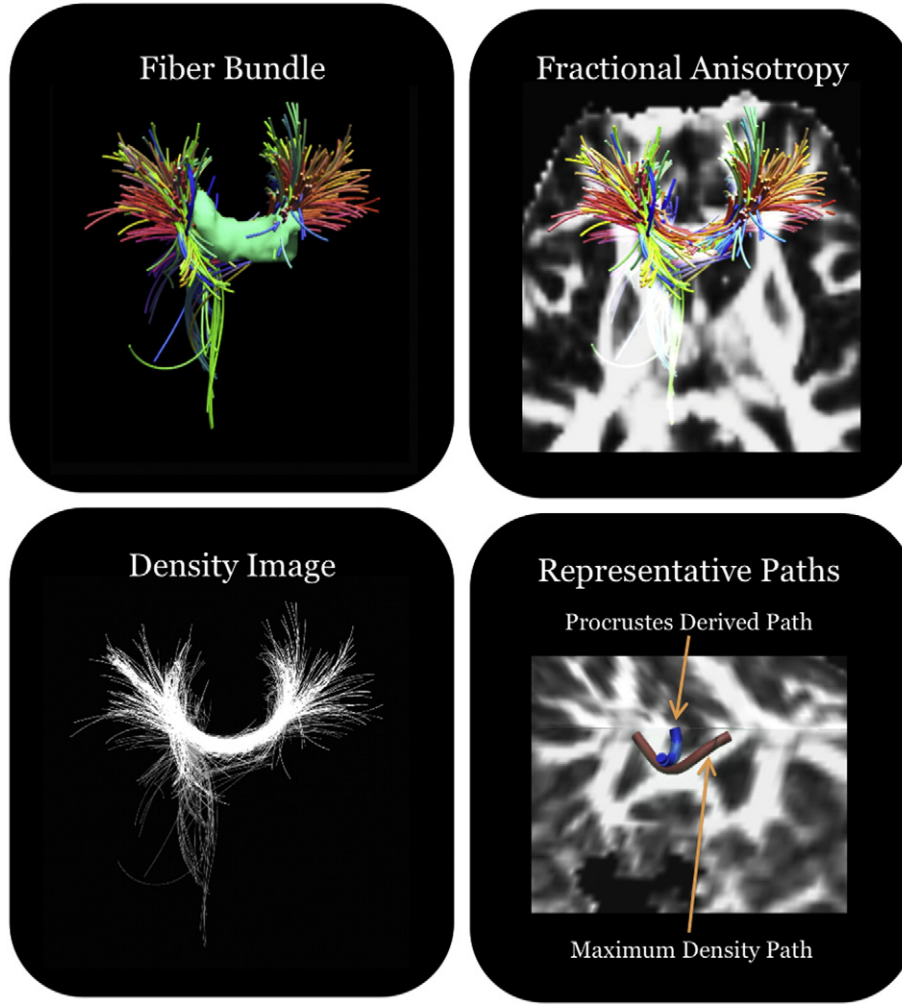 Fiber Bundle
Fractional Anisotropy
Density Image
Representative Paths
Procrustes Derived Path
Maximum Density Path